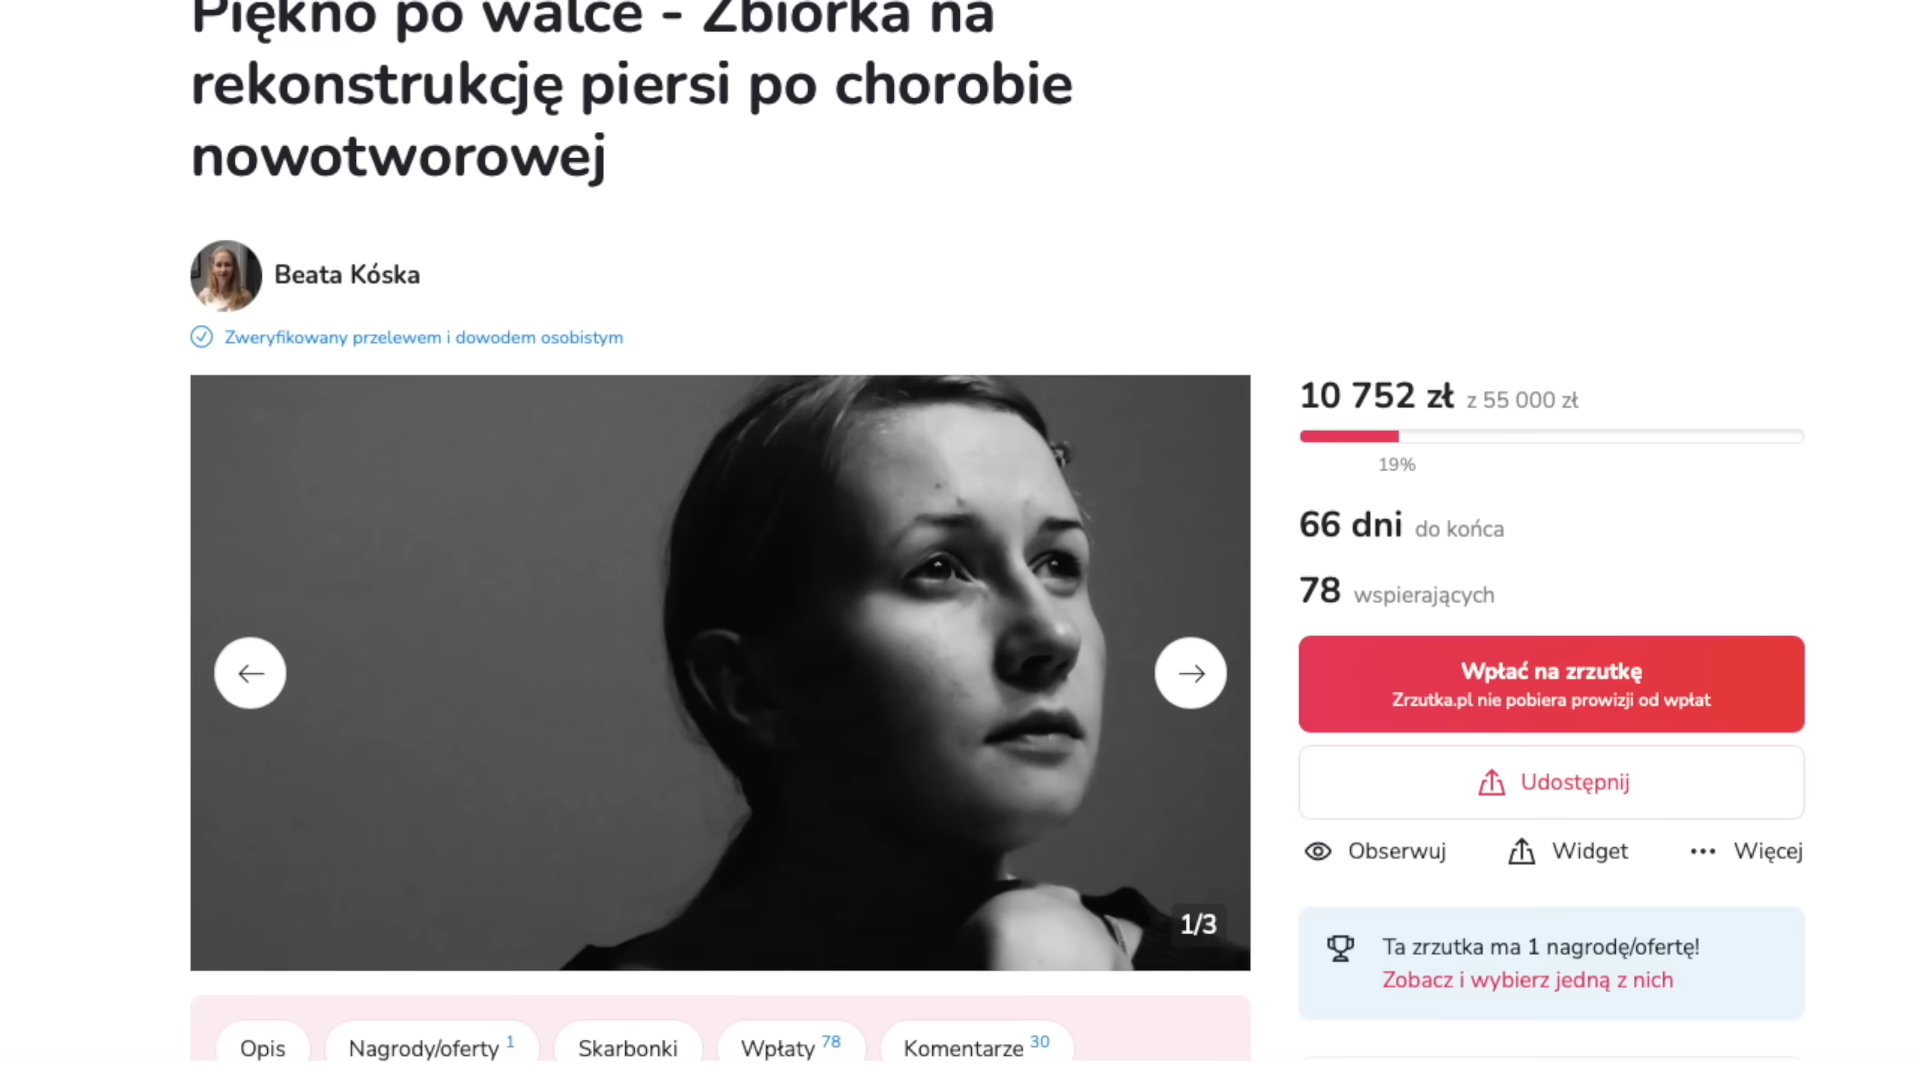 Piękno po walce - Zbiórka na
rekonstrukcję piersi po chorobie
nowotworowej
Beata Kóska
Zweryfikowany przelewem i dowodem osobistym
1/3
10 752 zł z 55 000 zł
19%
66 dni do końca
78 wspierających
Wpłać na zrzutkę
Zrzutka.pl nie pobiera prowizji od wpłat
Udostępnij
Obserwuj Widget Więcej
Ta zrzutka ma 1 nagrodę/ofertę!
Zobacz i wybierz jedną z nich
Opis Nagrody/oferty 1 Skarbonki Wpłaty 78 Komentarze 30